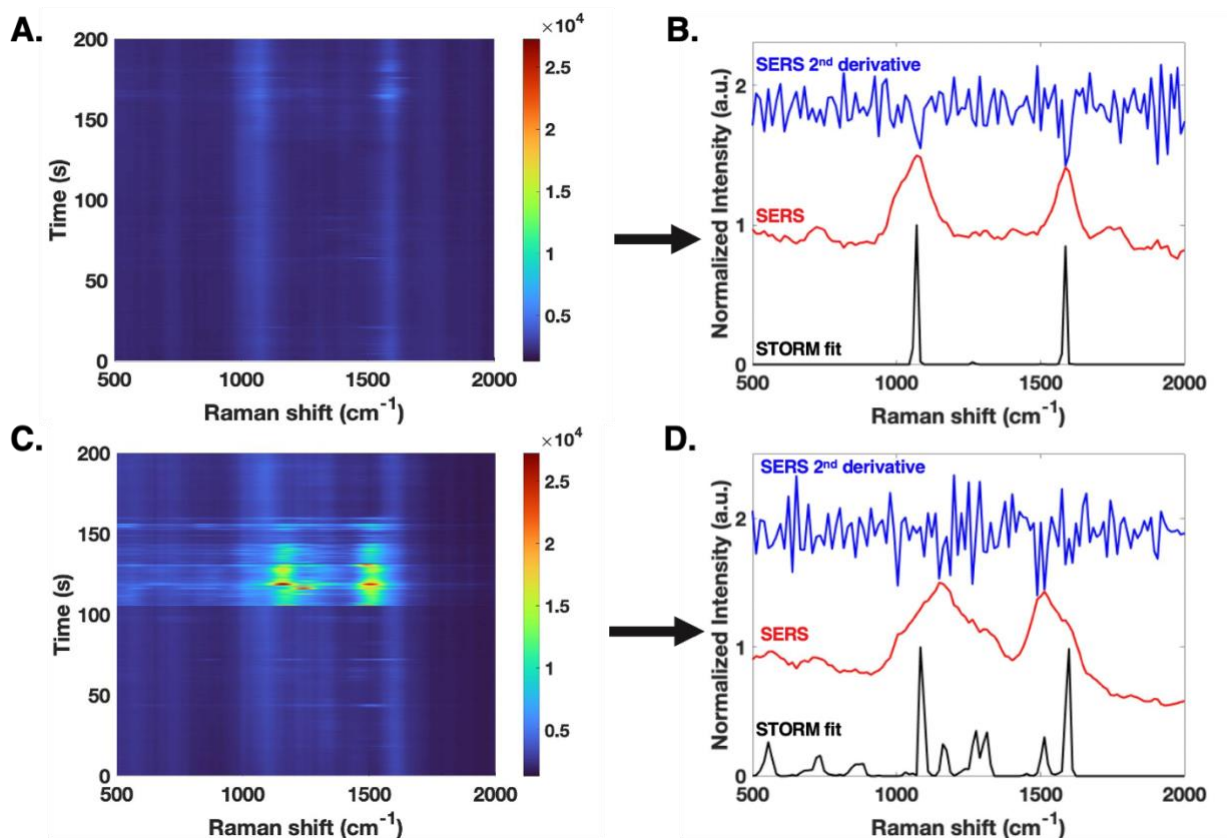 A.
×10⁴
200
150
100
50
0
Time (s)
500
1000
1500
2000
Raman shift (cm⁻¹)
2.5
2
1.5
1
0.5
B.
SERS 2ⁿᵈ derivative
SERS
STORM fit
Normalized Intensity (a.u.)
2
1
0
500
1000
1500
2000
Raman shift (cm⁻¹)
C.
×10⁴
200
150
100
50
0
Time (s)
500
1000
1500
2000
Raman shift (cm⁻¹)
2.5
2
1.5
1
0.5
D.
SERS 2ⁿᵈ derivative
SERS
STORM fit
Normalized Intensity (a.u.)
2
1
0
500
1000
1500
2000
Raman shift (cm⁻¹)